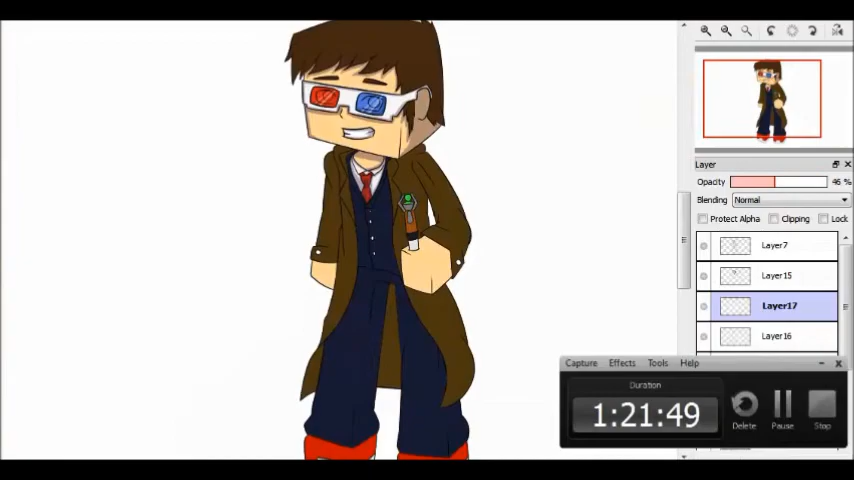 Layer
Opacity 46 %
Blending Normal
Protect Alpha Clipping Lock
Layer7
Layer15
Layer17
Layer16
Capture Effects Tools Help
Duration
1:21:49
Delete Pause Stop